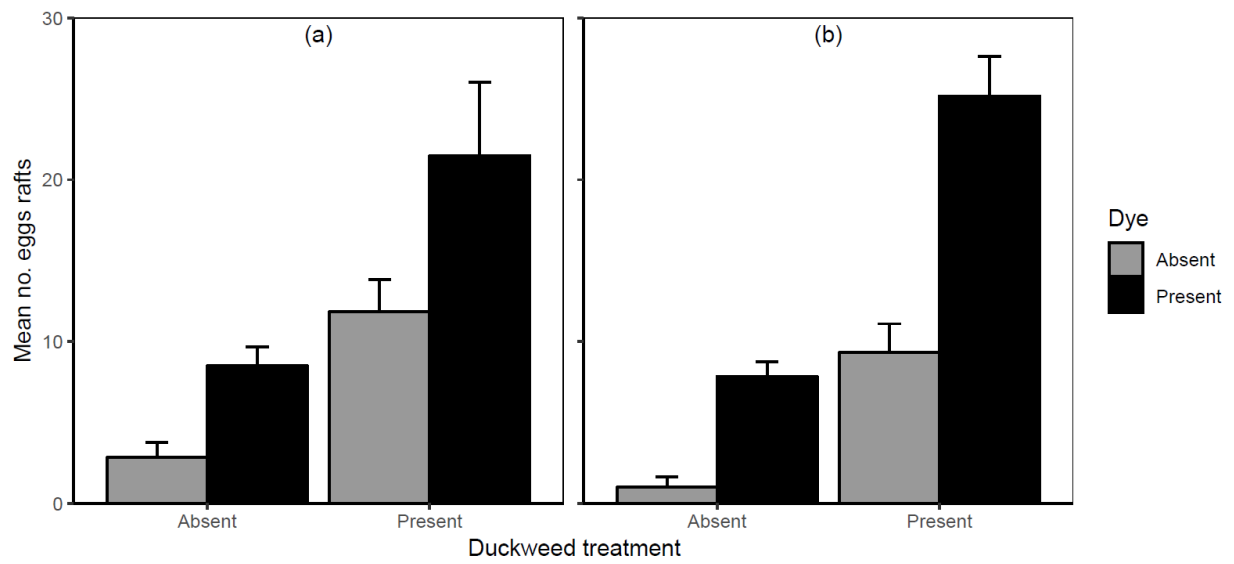 (a)
(b)
30
20
10
0
Mean no. eggs rafts
Absent
Present
Absent
Present
Duckweed treatment
Dye
Absent
Present